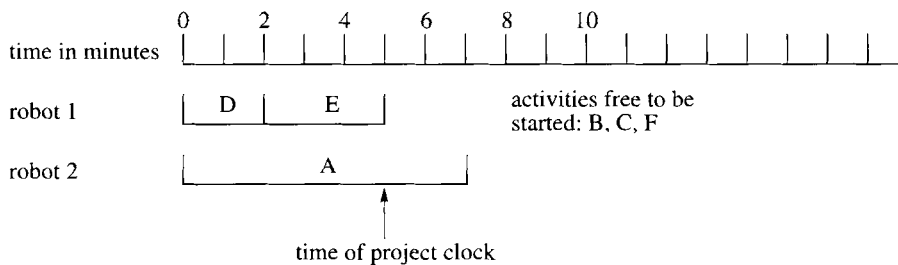 0 2 4 6 8 10
time in minutes
robot 1 D E activities free to be
started: B, C, F
robot 2 A
time of project clock